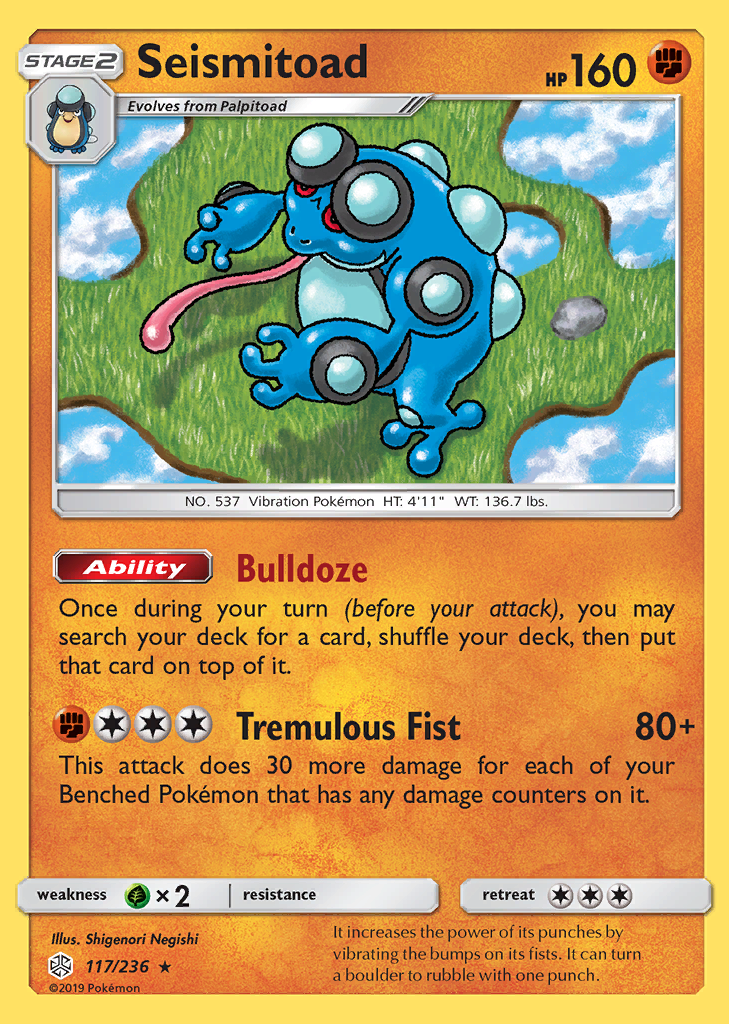 STAGE2 Seismitoad HP160
Evolves from Palpitoad
NO. 537 Vibration Pokémon HT: 4'11" WT: 136.7 lbs.
Ability Bulldoze
Once during your turn (before your attack), you may
search your deck for a card, shuffle your deck, then put
that card on top of it.
Tremulous Fist 80+
This attack does 30 more damage for each of your
Benched Pokémon that has any damage counters on it.
weakness ×2 resistance retreat
Illus. Shigenori Negishi
117/236 ★
©2019 Pokémon
It increases the power of its punches by
vibrating the bumps on its fists. It can turn
a boulder to rubble with one punch.